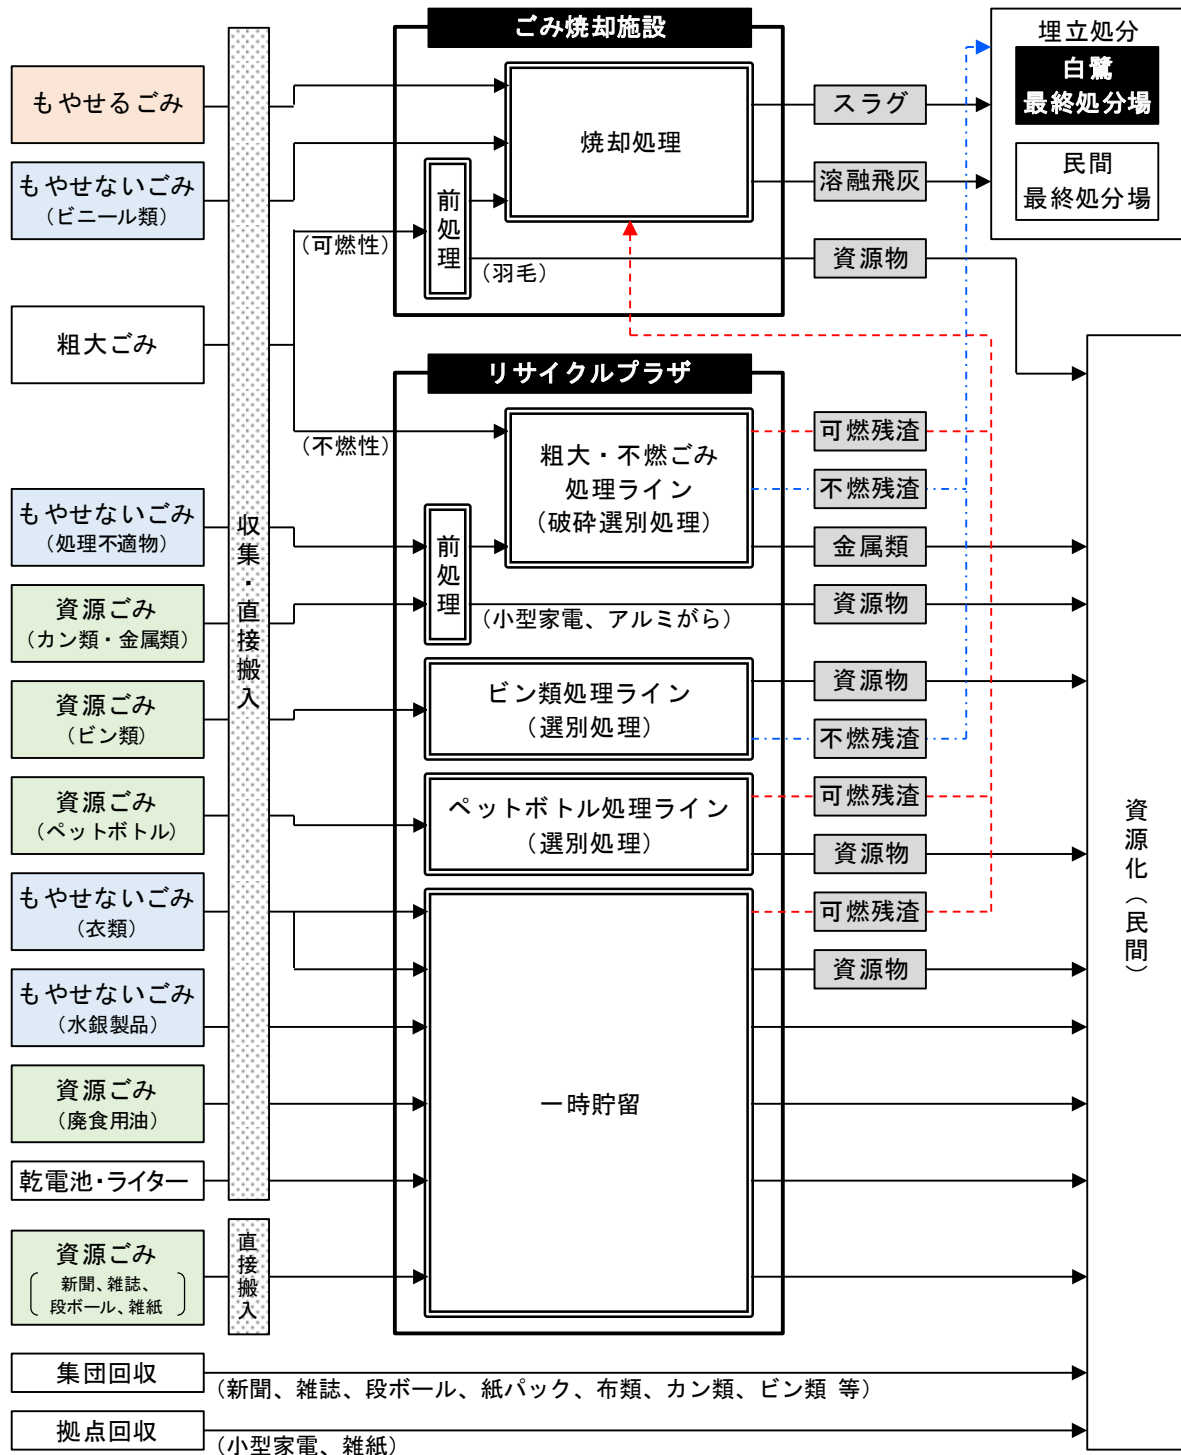 ごみ焼却施設
埋立処分
白鷺
最終処分場
民間
最終処分場
もやせるごみ
焼却処理
スラグ
もやせないごみ
（ビニール類）
前処理
溶融飛灰
（可燃性）
（羽毛）
資源物
粗大ごみ
リサイクルプラザ
（不燃性）
粗大・不燃ごみ
処理ライン
（破砕選別処理）
可燃残渣
不燃残渣
もやせないごみ
（処理不適物）
収集・直接搬入
前処理
金属類
資源ごみ
（カン類・金属類）
（小型家電、アルミがら）
資源物
資源ごみ
（ビン類）
ビン類処理ライン
（選別処理）
資源物
不燃残渣
資源ごみ
（ペットボトル）
ペットボトル処理ライン
（選別処理）
可燃残渣
資源物
資源化（民間）
もやせないごみ
（衣類）
可燃残渣
資源物
もやせないごみ
（水銀製品）
一時貯留
資源ごみ
（廃食用油）
乾電池・ライター
資源ごみ
（新聞、雑誌、
段ボール、雑紙）
直接搬入
集団回収
（新聞、雑誌、段ボール、紙パック、布類、カン類、ビン類 等）
拠点回収
（小型家電、雑紙）